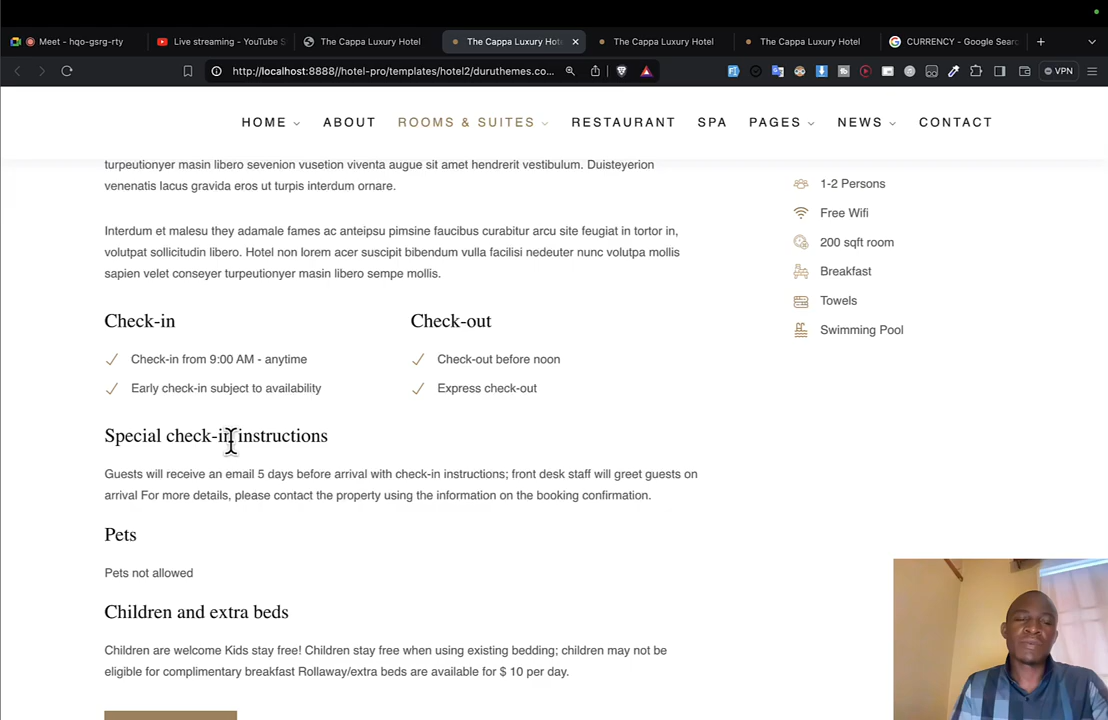 Meet - hqo-gsrg-rty
Live streaming - YouTube S
The Cappa Luxury Hotel
The Cappa Luxury Hot
The Cappa Luxury Hotel
The Cappa Luxury Hotel
CURRENCY - Google Searc
http://localhost:8888//hotel-pro/templates/hotel2/duruthemes.co...
VPN
HOME
ABOUT
ROOMS & SUITES
RESTAURANT
SPA
PAGES
NEWS
CONTACT
turpeutionyer masin libero sevenion vusetion viventa augue sit amet hendrerit vestibulum. Duisteyerion
venenatis lacus gravida eros ut turpis interdum ornare.
Interdum et malesu they adamale fames ac anteipsu pimsine faucibus curabitur arcu site feugiat in tortor in,
volutpat sollicitudin libero. Hotel non lorem acer suscipit bibendum vulla facilisi nedeuter nunc volutpa mollis
sapien velet conseyer turpeutionyer masin libero sempe mollis.
Check-in
Check-in from 9:00 AM - anytime
Early check-in subject to availability
Check-out
Check-out before noon
Express check-out
Special check-in instructions
Guests will receive an email 5 days before arrival with check-in instructions; front desk staff will greet guests on
arrival For more details, please contact the property using the information on the booking confirmation.
Pets
Pets not allowed
Children and extra beds
Children are welcome Kids stay free! Children stay free when using existing bedding; children may not be
eligible for complimentary breakfast Rollaway/extra beds are available for $ 10 per day.
1-2 Persons
Free Wifi
200 sqft room
Breakfast
Towels
Swimming Pool